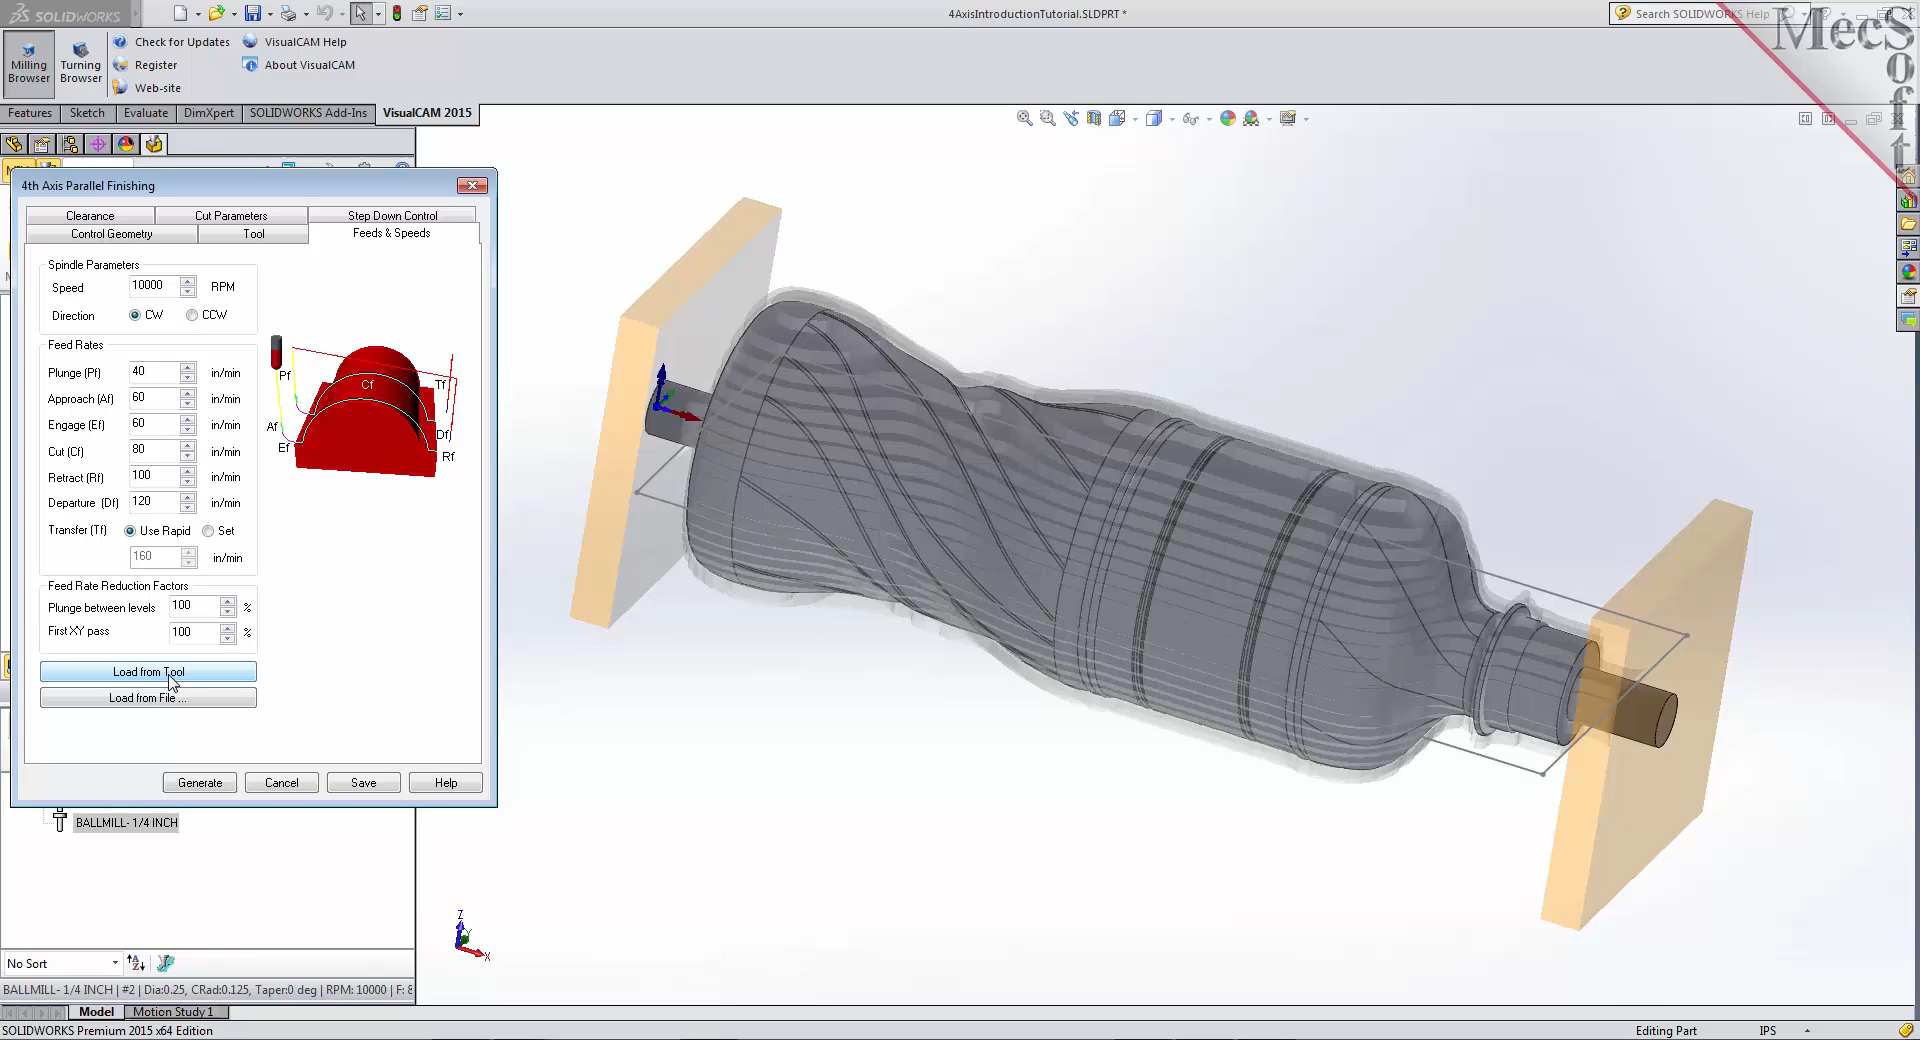 SOLIDWORKS
4AxisIntroductionTutorial.SLDPRT *
Search SOLIDWORKS Help
MecSoft
Milling Browser
Turning Browser
Check for Updates
Register
Web-site
VisualCAM Help
About VisualCAM
Features
Sketch
Evaluate
DimXpert
SOLIDWORKS Add-Ins
VisualCAM 2015
4th Axis Parallel Finishing
Clearance
Cut Parameters
Step Down Control
Control Geometry
Tool
Feeds & Speeds
Spindle Parameters
Speed 10000 RPM
Direction CW CCW
Feed Rates
Plunge (Pf) 40 in/min
Approach (Af) 60 in/min
Engage (Ef) 60 in/min
Cut (Cf) 80 in/min
Retract (Rf) 100 in/min
Departure (Df) 120 in/min
Transfer (Tf) Use Rapid Set
160 in/min
Pf
Cf
Tf
Af
Ef
Df
Rf
Feed Rate Reduction Factors
Plunge between levels 100 %
First XY pass 100 %
Load from Tool
Load from File ...
Generate
Cancel
Save
Help
BALLMILL- 1/4 INCH
Z
Y
X
No Sort
BALLMILL- 1/4 INCH | #2 | Dia:0.25, CRad:0.125, Taper:0 deg | RPM: 10000 | F: 8
Model
Motion Study 1
SOLIDWORKS Premium 2015 x64 Edition
Editing Part
IPS